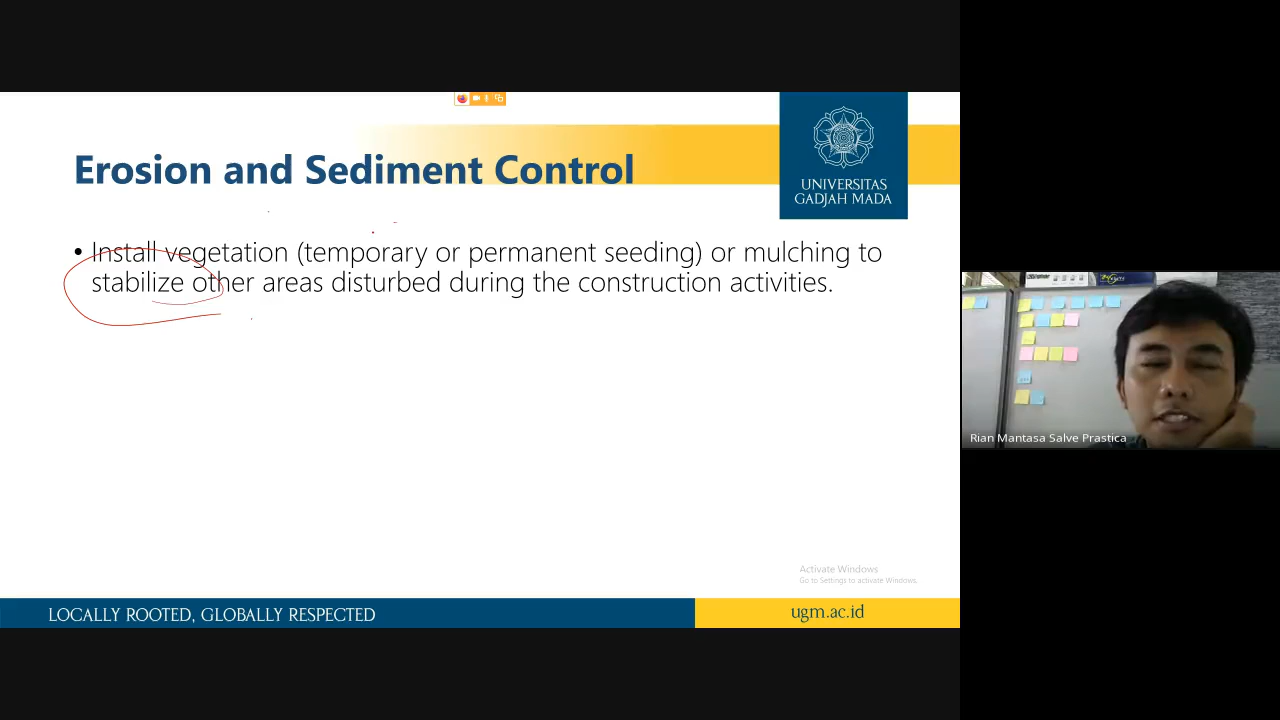 UNIVERSITAS
GADJAH MADA
Erosion and Sediment Control
• Install vegetation (temporary or permanent seeding) or mulching to
stabilize other areas disturbed during the construction activities.
Rian Mantasa Salve Prastica
Activate Windows
Go to Settings to activate Windows.
LOCALLY ROOTED, GLOBALLY RESPECTED
ugm.ac.id